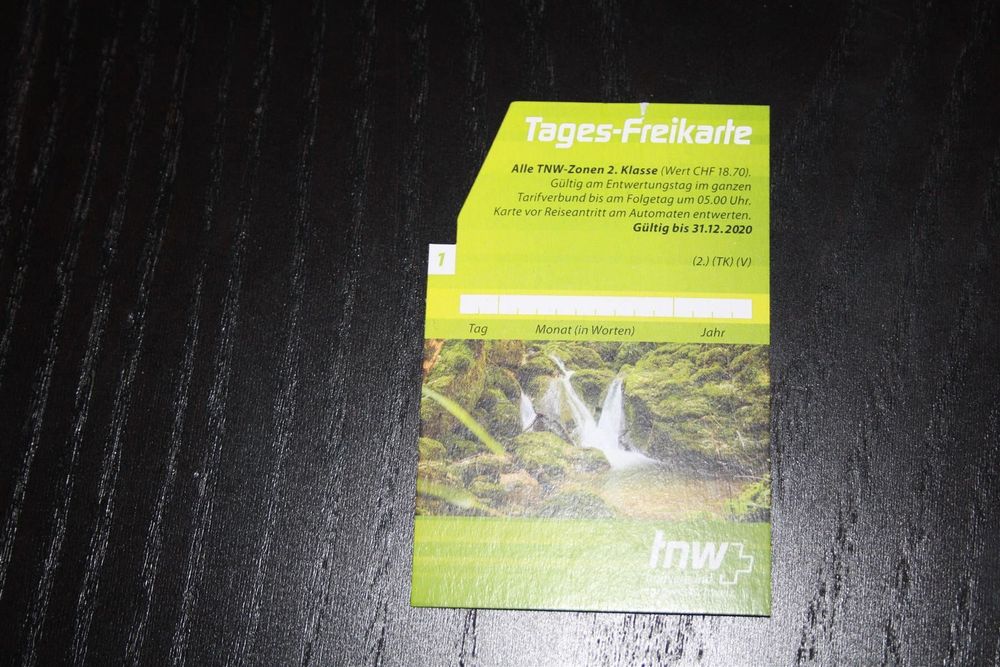 Tages-Freikarte
Alle TNW-Zonen 2. Klasse (Wert CHF 18.70).
Gültig am Entwertungstag im ganzen
Tarifverbund bis am Folgetag um 05.00 Uhr.
Karte vor Reiseantritt am Automaten entwerten.
Gültig bis 31.12.2020
1
(2.) (TK) (V)
Tag Monat (in Worten) Jahr
tnw